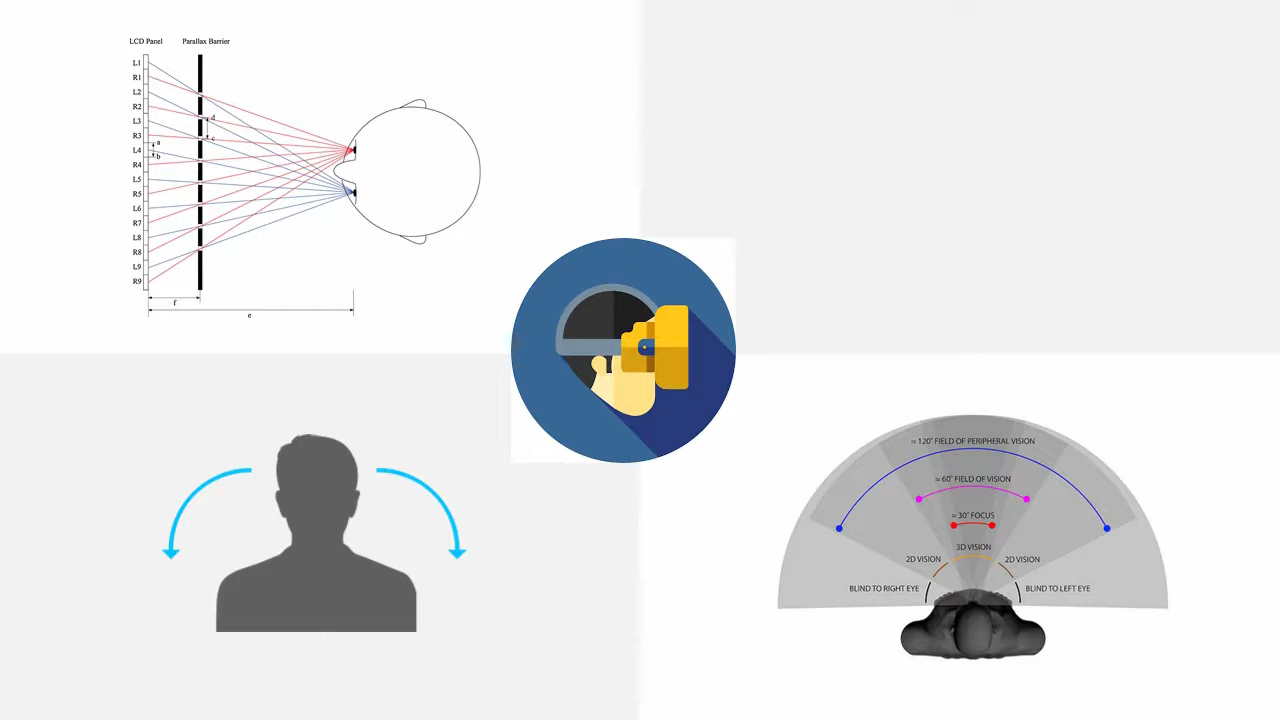 LCD Panel Parallax Barrier
L1
R1
L2
R2
L3
R3
L4
R4
L5
R5
L6
R7
L8
R8
L9
R9
d
c
a
b
f
e
≈ 120° FIELD OF PERIPHERAL VISION
≈ 60° FIELD OF VISION
≈ 30° FOCUS
3D VISION
2D VISION 2D VISION
BLIND TO RIGHT EYE BLIND TO LEFT EYE